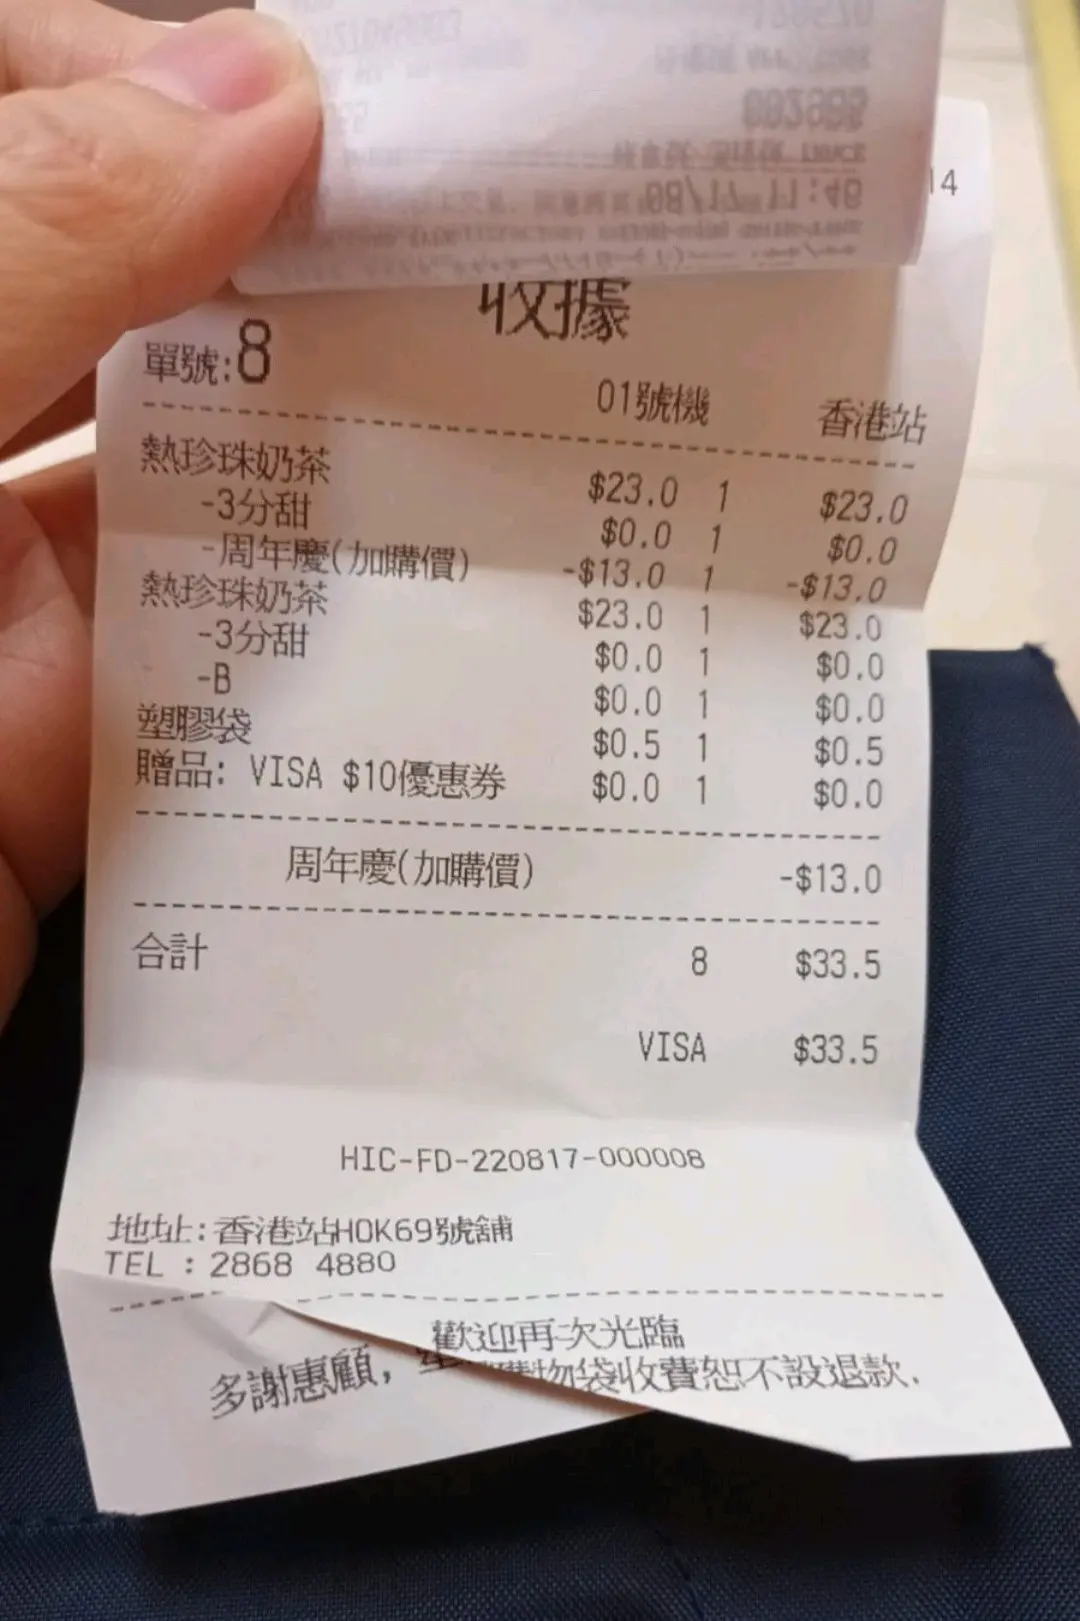 14
收據
單號:8
01號機 香港站
熱珍珠奶茶 $23.0 1 $23.0
-3分甜 $0.0 1 $0.0
-周年慶(加購價) -$13.0 1 -$13.0
熱珍珠奶茶 $23.0 1 $23.0
-3分甜 $0.0 1 $0.0
-B $0.0 1 $0.0
塑膠袋 $0.5 1 $0.5
贈品: VISA $10優惠券 $0.0 1 $0.0
周年慶(加購價) -$13.0
合計 8 $33.5
VISA $33.5
HIC-FD-220817-000008
地址:香港站HOK69號舖
TEL : 2868 4880
歡迎再次光臨
多謝惠顧, 購物袋收費恕不設退款.